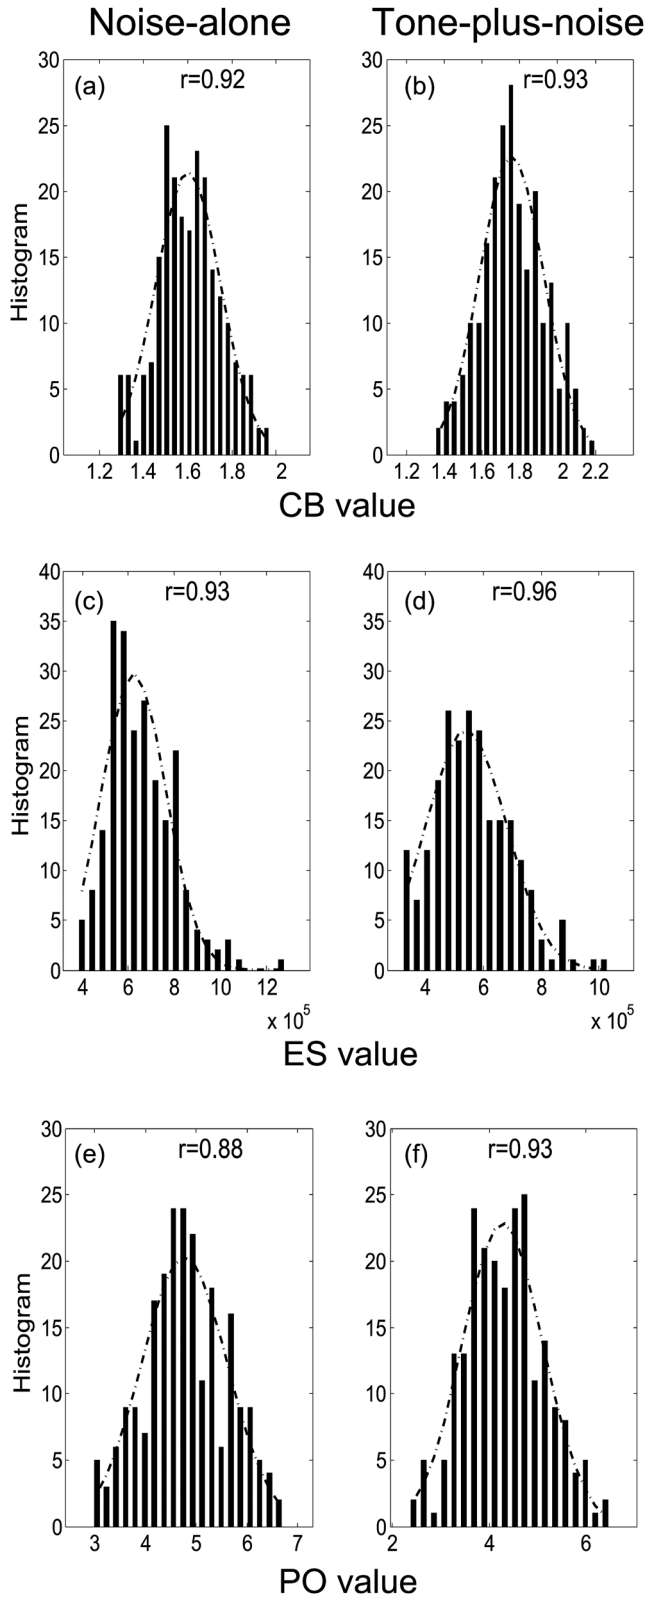 Noise-alone Tone-plus-noise
(a) r=0.92
(b) r=0.93
30
25
20
15
10
5
0
Histogram
1.2 1.4 1.6 1.8 2
30
25
20
15
10
5
0
1.2 1.4 1.6 1.8 2 2.2
CB value
(c) r=0.93
(d) r=0.96
40
35
30
25
20
15
10
5
0
Histogram
4 6 8 10 12
x 10⁵
40
35
30
25
20
15
10
5
0
4 6 8 10
x 10⁵
ES value
(e) r=0.88
(f) r=0.93
30
25
20
15
10
5
0
Histogram
3 4 5 6 7
30
25
20
15
10
5
0
2 4 6
PO value